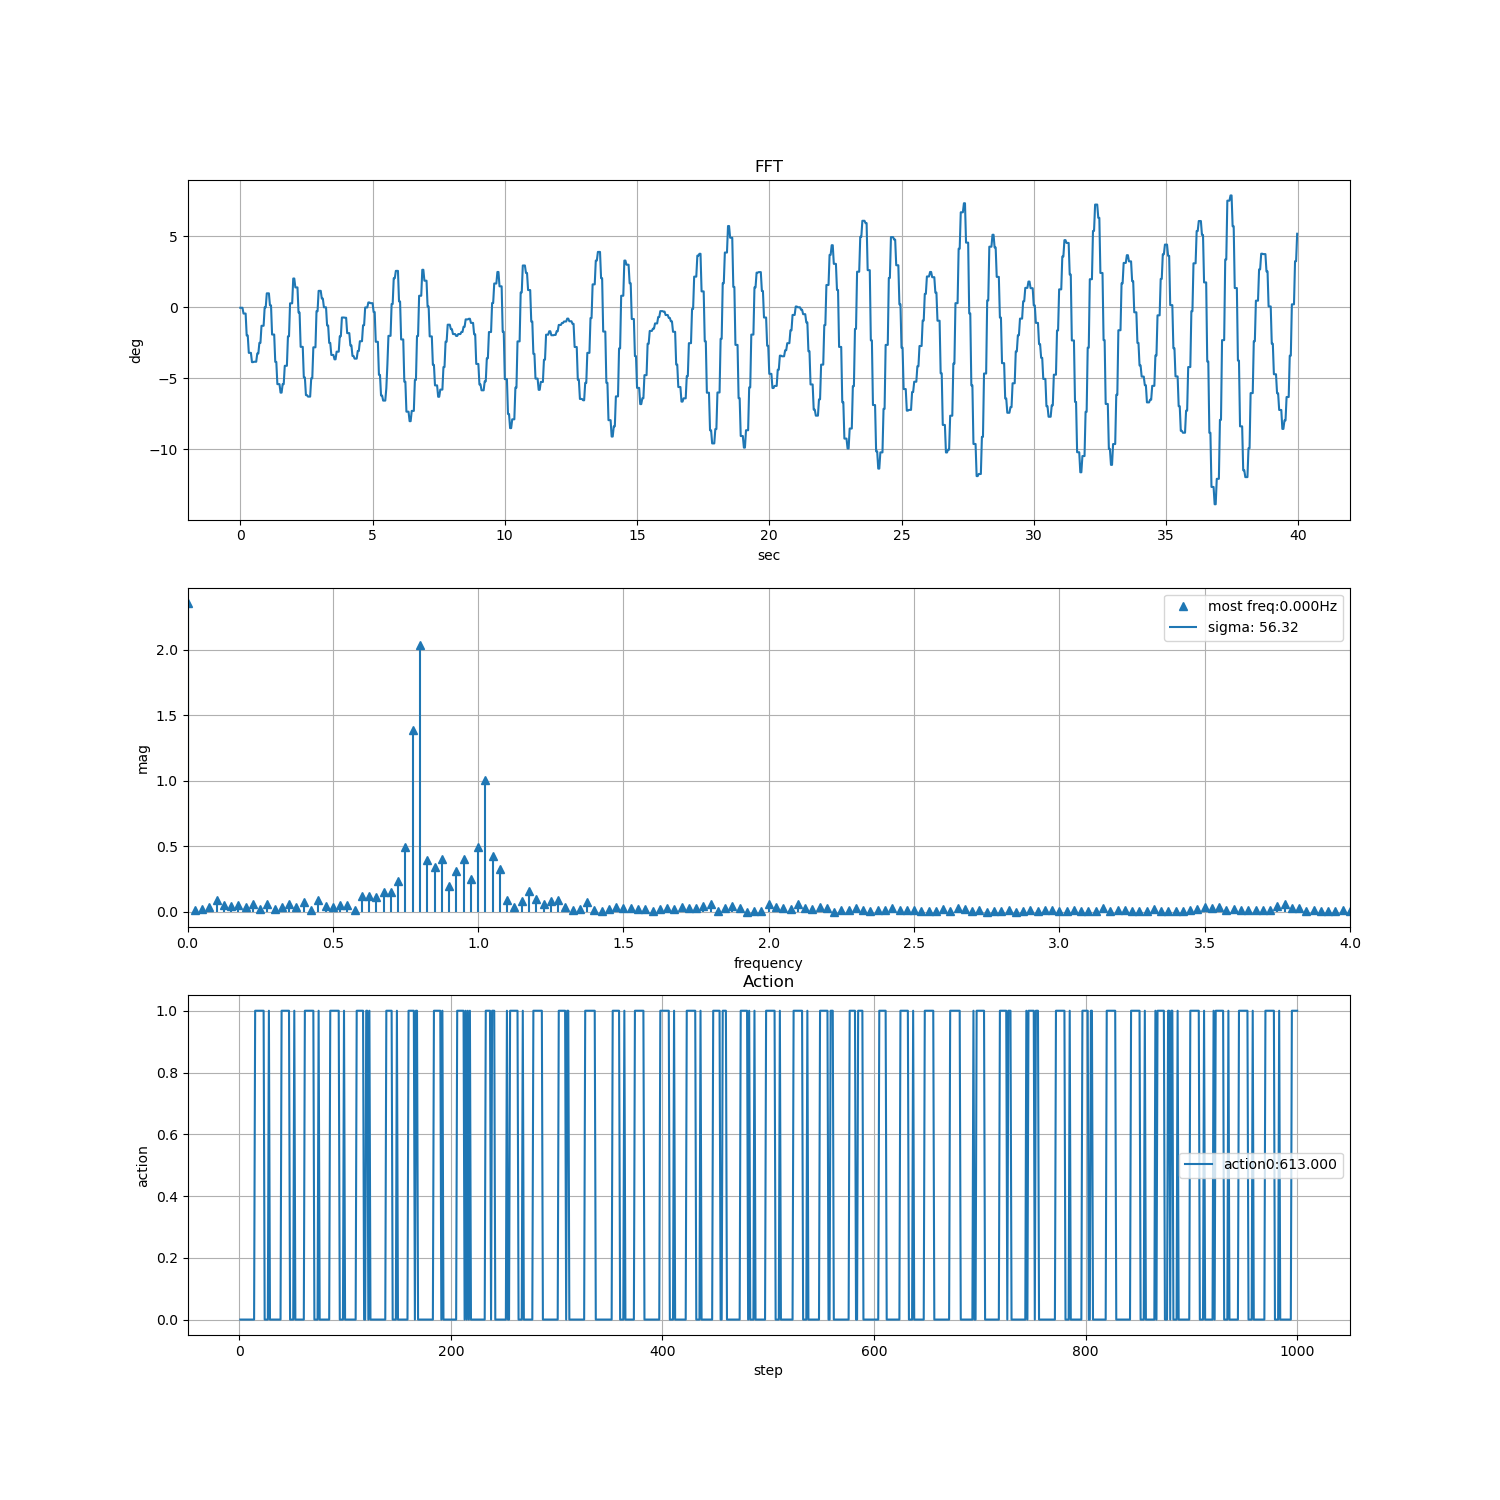 FFT
5
0
−5
−10
deg
0 5 10 15 20 25 30 35 40
sec
most freq:0.000Hz
sigma: 56.32
2.0
1.5
1.0
0.5
0.0
mag
0.0 0.5 1.0 1.5 2.0 2.5 3.0 3.5 4.0
frequency
Action
1.0
0.8
0.6
0.4
0.2
0.0
action
action0:613.000
0 200 400 600 800 1000
step